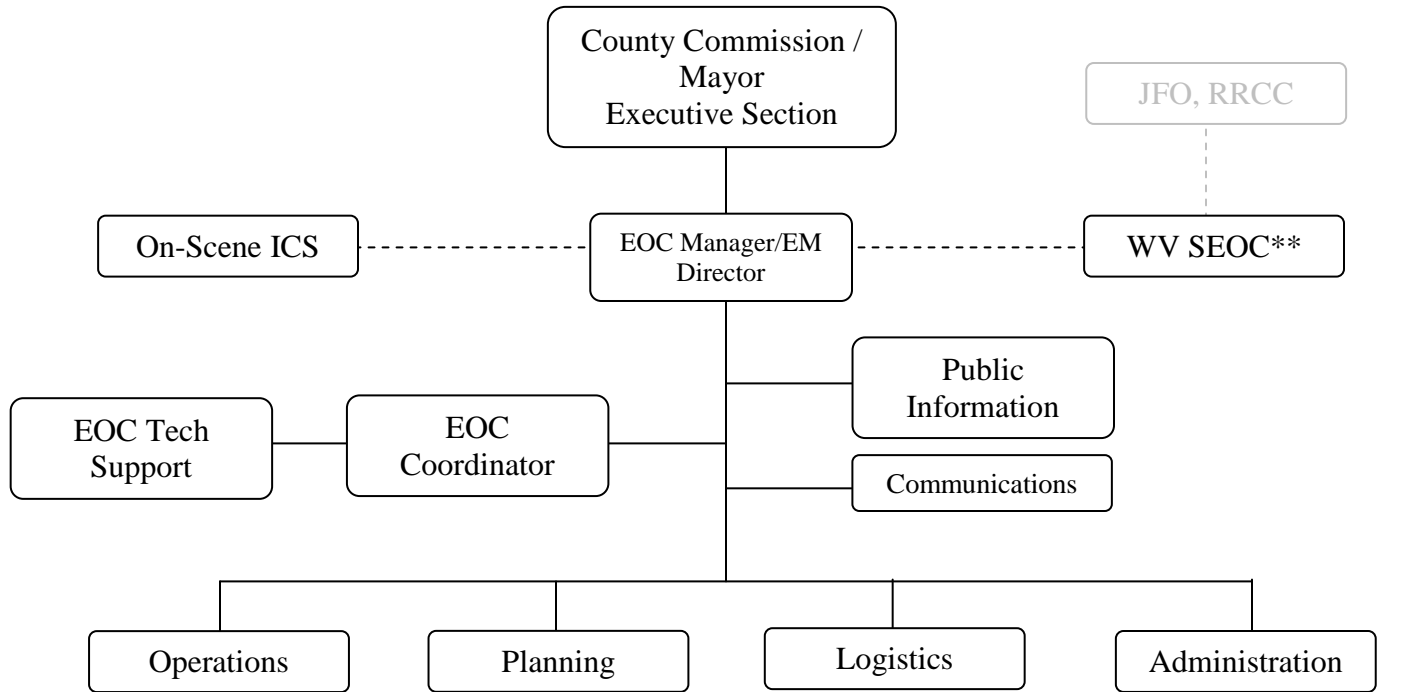 County Commission /
Mayor
Executive Section
JFO, RRCC
On-Scene ICS
EOC Manager/EM
Director
WV SEOC**
Public
Information
EOC Tech
Support
EOC
Coordinator
Communications
Operations
Planning
Logistics
Administration